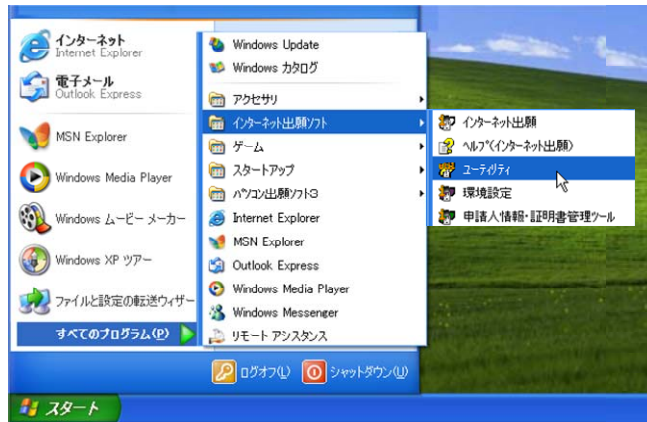 インターネット
Internet Explorer
電子メール
Outlook Express
MSN Explorer
Windows Media Player
Windows ムービー メーカー
Windows XP ツアー
ファイルと設定の転送ウィザー
すべてのプログラム(P)
Windows Update
Windows カタログ
アクセサリ
インターネット出願ソフト
ゲーム
スタートアップ
パソコン出願ソフト3
Internet Explorer
MSN Explorer
Outlook Express
Windows Media Player
Windows Messenger
リモート アシスタンス
インターネット出願
ヘルプ(インターネット出願)
ユーティリティ
環境設定
申請人情報・証明書管理ツール
ログオフ(L)
シャットダウン(U)
スタート